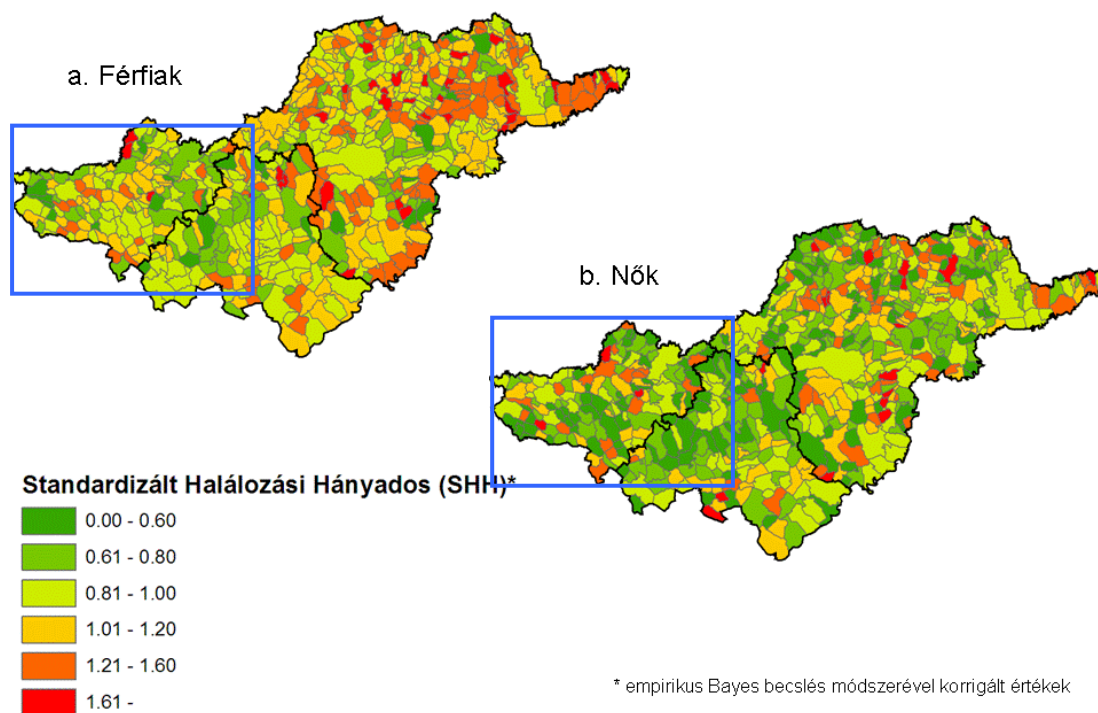 a. Férfiak
b. Nők
Standardizált Halálozási Hányados (SHH)*
0.00 - 0.60
0.61 - 0.80
0.81 - 1.00
1.01 - 1.20
1.21 - 1.60
1.61 -
* empirikus Bayes becslés módszerével korrigált értékek